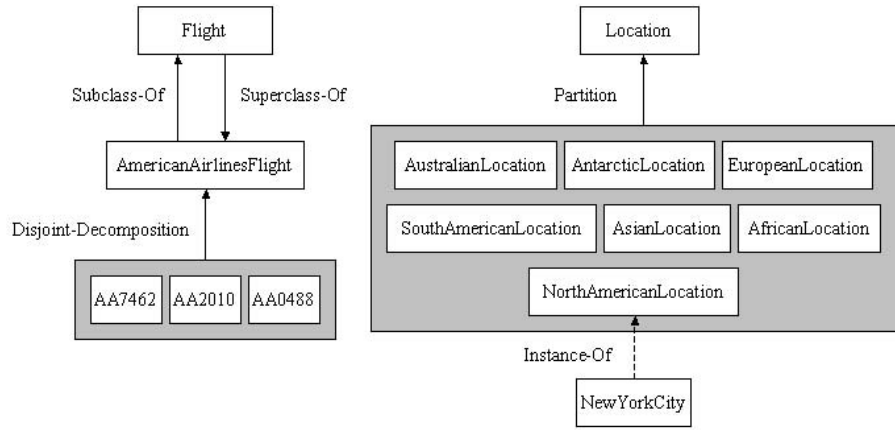 Flight
Location
Subclass-Of
Superclass-Of
Partition
AmericanAirlinesFlight
AustralianLocation
AntarcticLocation
EuropeanLocation
Disjoint-Decomposition
SouthAmericanLocation
AsianLocation
AfricanLocation
AA7462
AA2010
AA0488
NorthAmericanLocation
Instance-Of
NewYorkCity